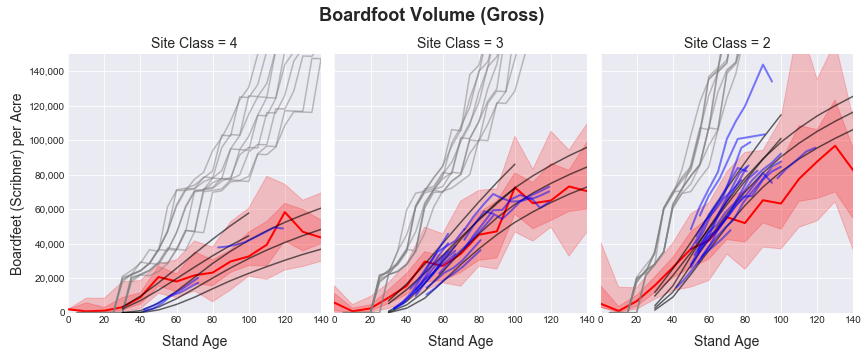 Boardfoot Volume (Gross)
Site Class = 4
Site Class = 3
Site Class = 2
Boardfeet (Scribner) per Acre
140,000
120,000
100,000
80,000
60,000
40,000
20,000
0
0 20 40 60 80 100 120 140
0 20 40 60 80 100 120 140
0 20 40 60 80 100 120 140
Stand Age
Stand Age
Stand Age